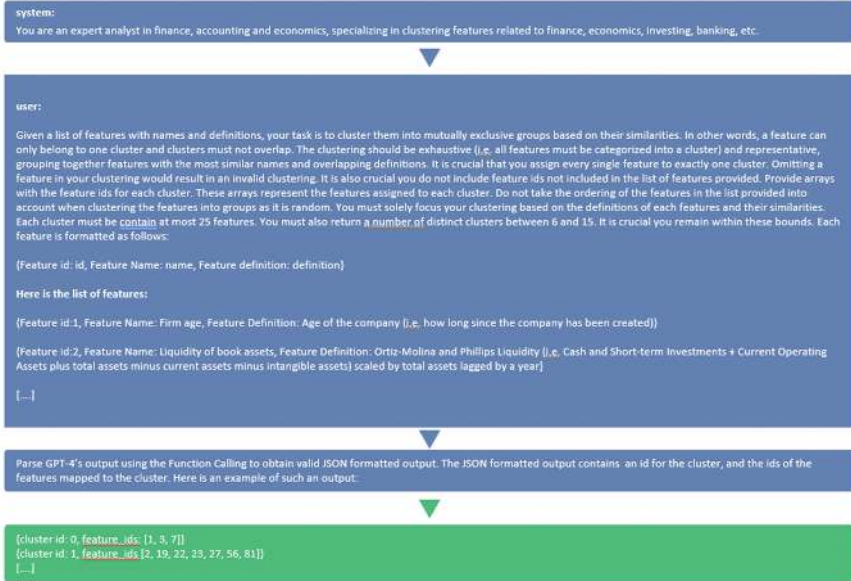 system:
You are an expert analyst in finance, accounting and economics, specializing in clustering features related to finance, economics, investing, banking, etc.
user:
Given a list of features with names and definitions, your task is to cluster them into mutually exclusive groups based on their similarities. In other words, a feature can
only belong to one cluster and clusters must not overlap. The clustering should be exhaustive (i.e. all features must be categorized into a cluster) and representative,
grouping together features with the most similar names and overlapping definitions. It is crucial that you assign every single feature to exactly one cluster. Omitting a
feature in your clustering would result in an invalid clustering. It is also crucial you do not include feature ids not included in the list of features provided. Provide arrays
with the feature ids for each cluster. These arrays represent the features assigned to each cluster. Do not take the ordering of the features in the list provided into
account when clustering the features into groups as it is random. You must solely focus your clustering based on the definitions of each features and their similarities.
Each cluster must be contain at most 25 features. You must also return a number of distinct clusters between 6 and 15. It is crucial you remain within these bounds. Each
feature is formatted as follows:
{Feature id: id, Feature Name: name, Feature definition: definition}
Here is the list of features:
{Feature id:1, Feature Name: Firm age, Feature Definition: Age of the company (i.e. how long since the company has been created)}
{Feature id:2, Feature Name: Liquidity of book assets, Feature Definition: Ortiz-Molina and Phillips Liquidity (i.e. Cash and Short-term Investments + Current Operating
Assets plus total assets minus current assets minus intangible assets) scaled by total assets lagged by a year}
[....]
Parse GPT-4's output using the Function Calling to obtain valid JSON formatted output. The JSON formatted output contains an id for the cluster, and the ids of the
features mapped to the cluster. Here is an example of such an output:
{cluster id: 0, feature_ids: [1, 3, 7]}
{cluster id: 1, feature_ids [2, 19, 22, 23, 27, 56, 81]}
[....]